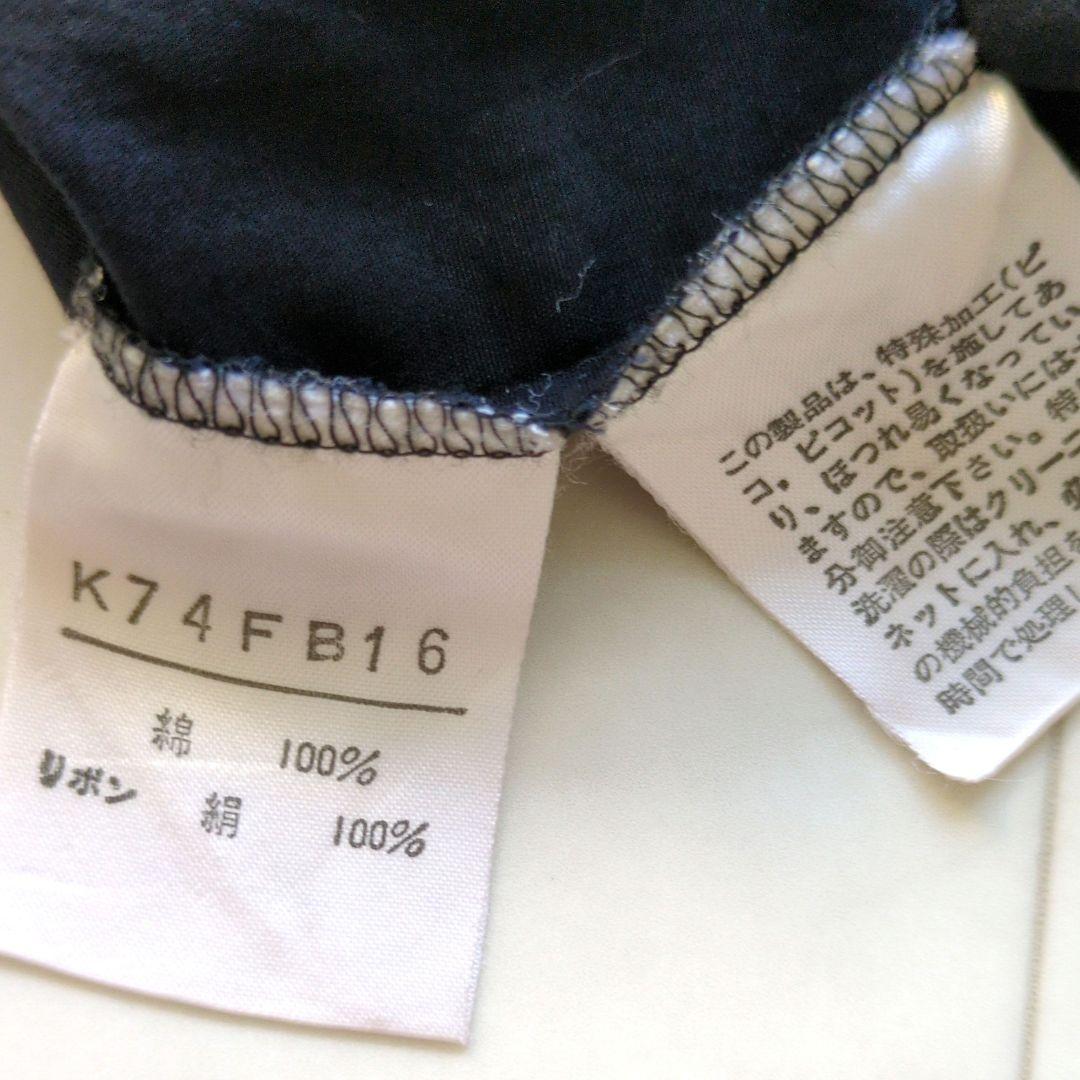 K74FB16
綿 100%
リボン 絹 100%
この製品は、特殊加工(ピ
コ．ピコット)を施してあ
り、ほつれ易くなってい
ますので、取扱いには
分御注意下さい。特
洗濯の際はクリーニ
ネットに入れ、
の機械的負担を
時間で処理し